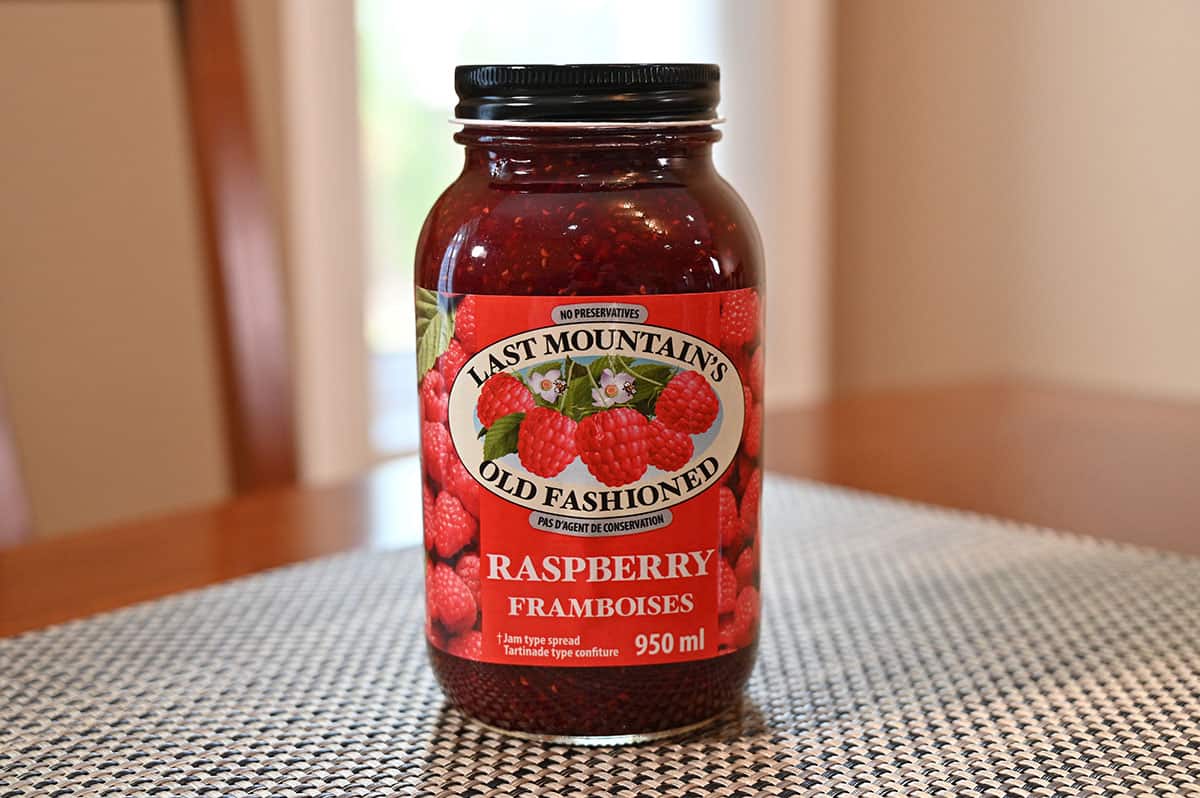 NO PRESERVATIVES
LAST MOUNTAIN'S
OLD FASHIONED
PAS D'AGENT DE CONSERVATION
RASPBERRY
FRAMBOISES
†Jam type spread
Tartinade type confiture
950 ml